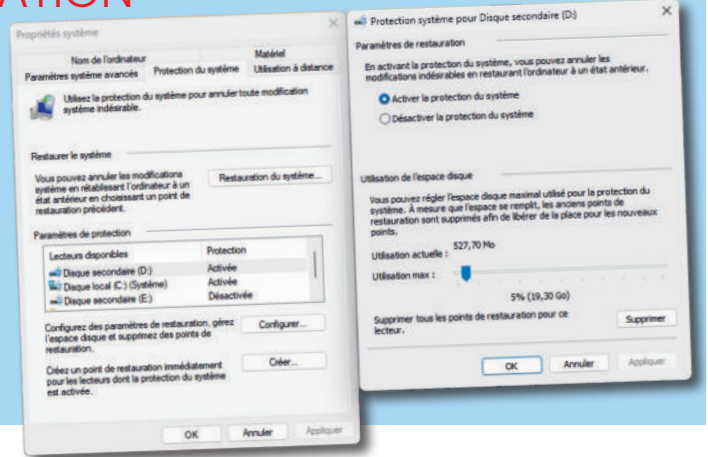 ATION
Propriétés système
Nom de l'ordinateur
Matériel
Paramètres système avancés
Protection du système
Utilisation à distance
Utilisez la protection du système pour annuler toute modification
système indésirable.
Restaurer le système
Vous pouvez annuler les modifications
système en rétablissant l'ordinateur à un
état antérieur en choisissant un point de
restauration précédent.
Restauration du système...
Paramètres de protection
Lecteurs disponibles
Protection
Disque secondaire (D:)
Activée
Disque local (C:) (Système)
Activée
Disque secondaire (E:)
Désactivée
Configurez des paramètres de restauration, gérez
l'espace disque et supprimez des points de
restauration.
Configurer...
Créez un point de restauration immédiatement
pour les lecteurs dont la protection du système
est activée.
Créer...
OK
Annuler
Appliquer
Protection système pour Disque secondaire (D:)
Paramètres de restauration
En activant la protection du système, vous pouvez annuler les
modifications indésirables en restaurant l'ordinateur à un état antérieur.
Activer la protection du système
Désactiver la protection du système
Utilisation de l'espace disque
Vous pouvez régler l'espace disque maximal utilisé pour la protection du
système. À mesure que l'espace se remplit, les anciens points de
restauration sont supprimés afin de libérer de la place pour les nouveaux
points.
Utilisation actuelle : 527,70 Mo
Utilisation max :
5% (19,30 Go)
Supprimer tous les points de restauration pour ce
lecteur.
Supprimer
OK
Annuler
Appliquer